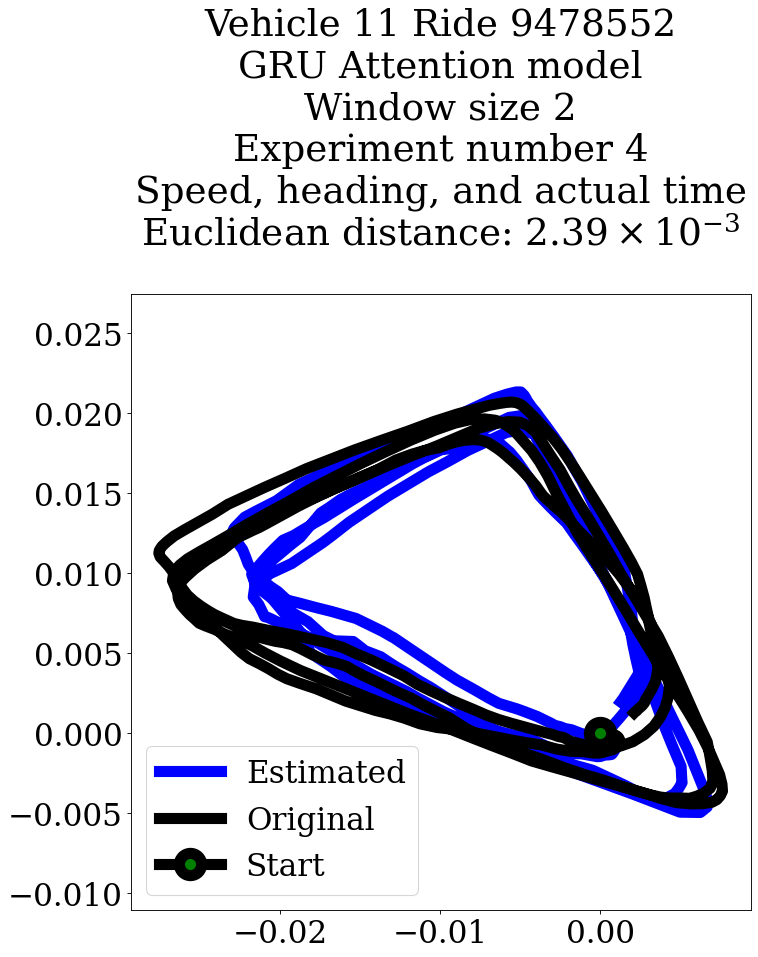 Vehicle 11 Ride 9478552
GRU Attention model
Window size 2
Experiment number 4
Speed, heading, and actual time
Euclidean distance: 2.39 × 10⁻³
0.025
0.020
0.015
0.010
0.005
0.000
−0.005
−0.010
Estimated
Original
Start
−0.02 −0.01 0.00